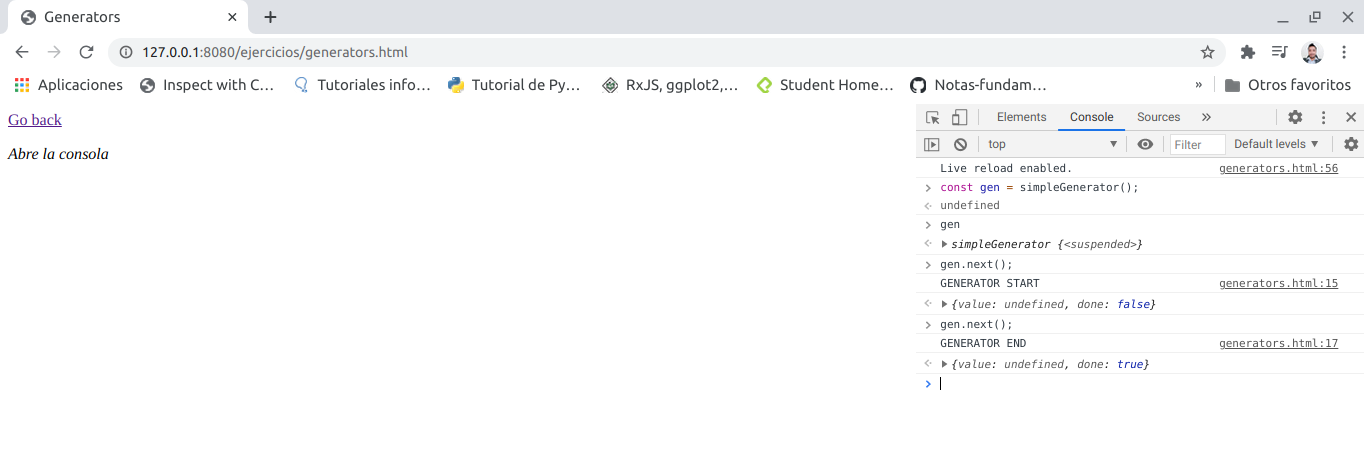 Generators
127.0.0.1:8080/ejercicios/generators.html
Aplicaciones Inspect with C… Tutoriales info… Tutorial de Py… RxJS, ggplot2,… Student Home… Notas-fundam… » Otros favoritos
Go back
Abre la consola
Elements Console Sources »
top Filter Default levels
Live reload enabled. generators.html:56
const gen = simpleGenerator();
undefined
gen
simpleGenerator {<suspended>}
gen.next();
GENERATOR START generators.html:15
{value: undefined, done: false}
gen.next();
GENERATOR END generators.html:17
{value: undefined, done: true}